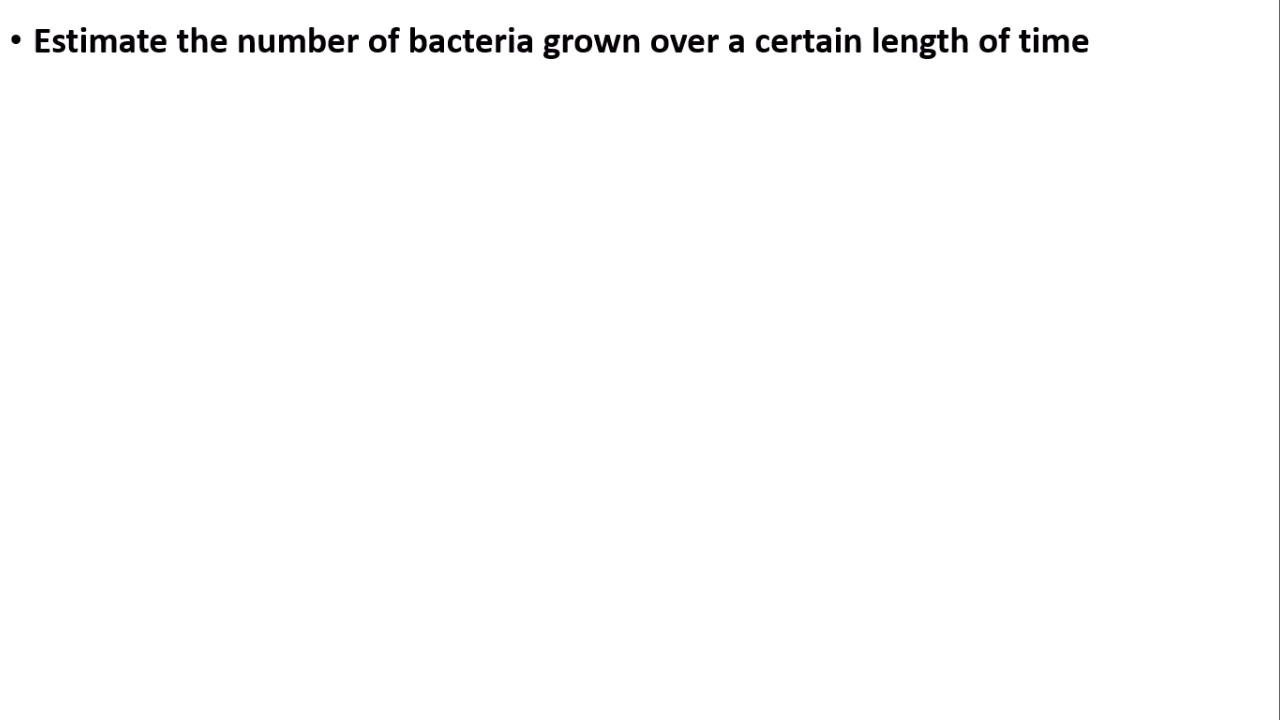 • Estimate the number of bacteria grown over a certain length of time